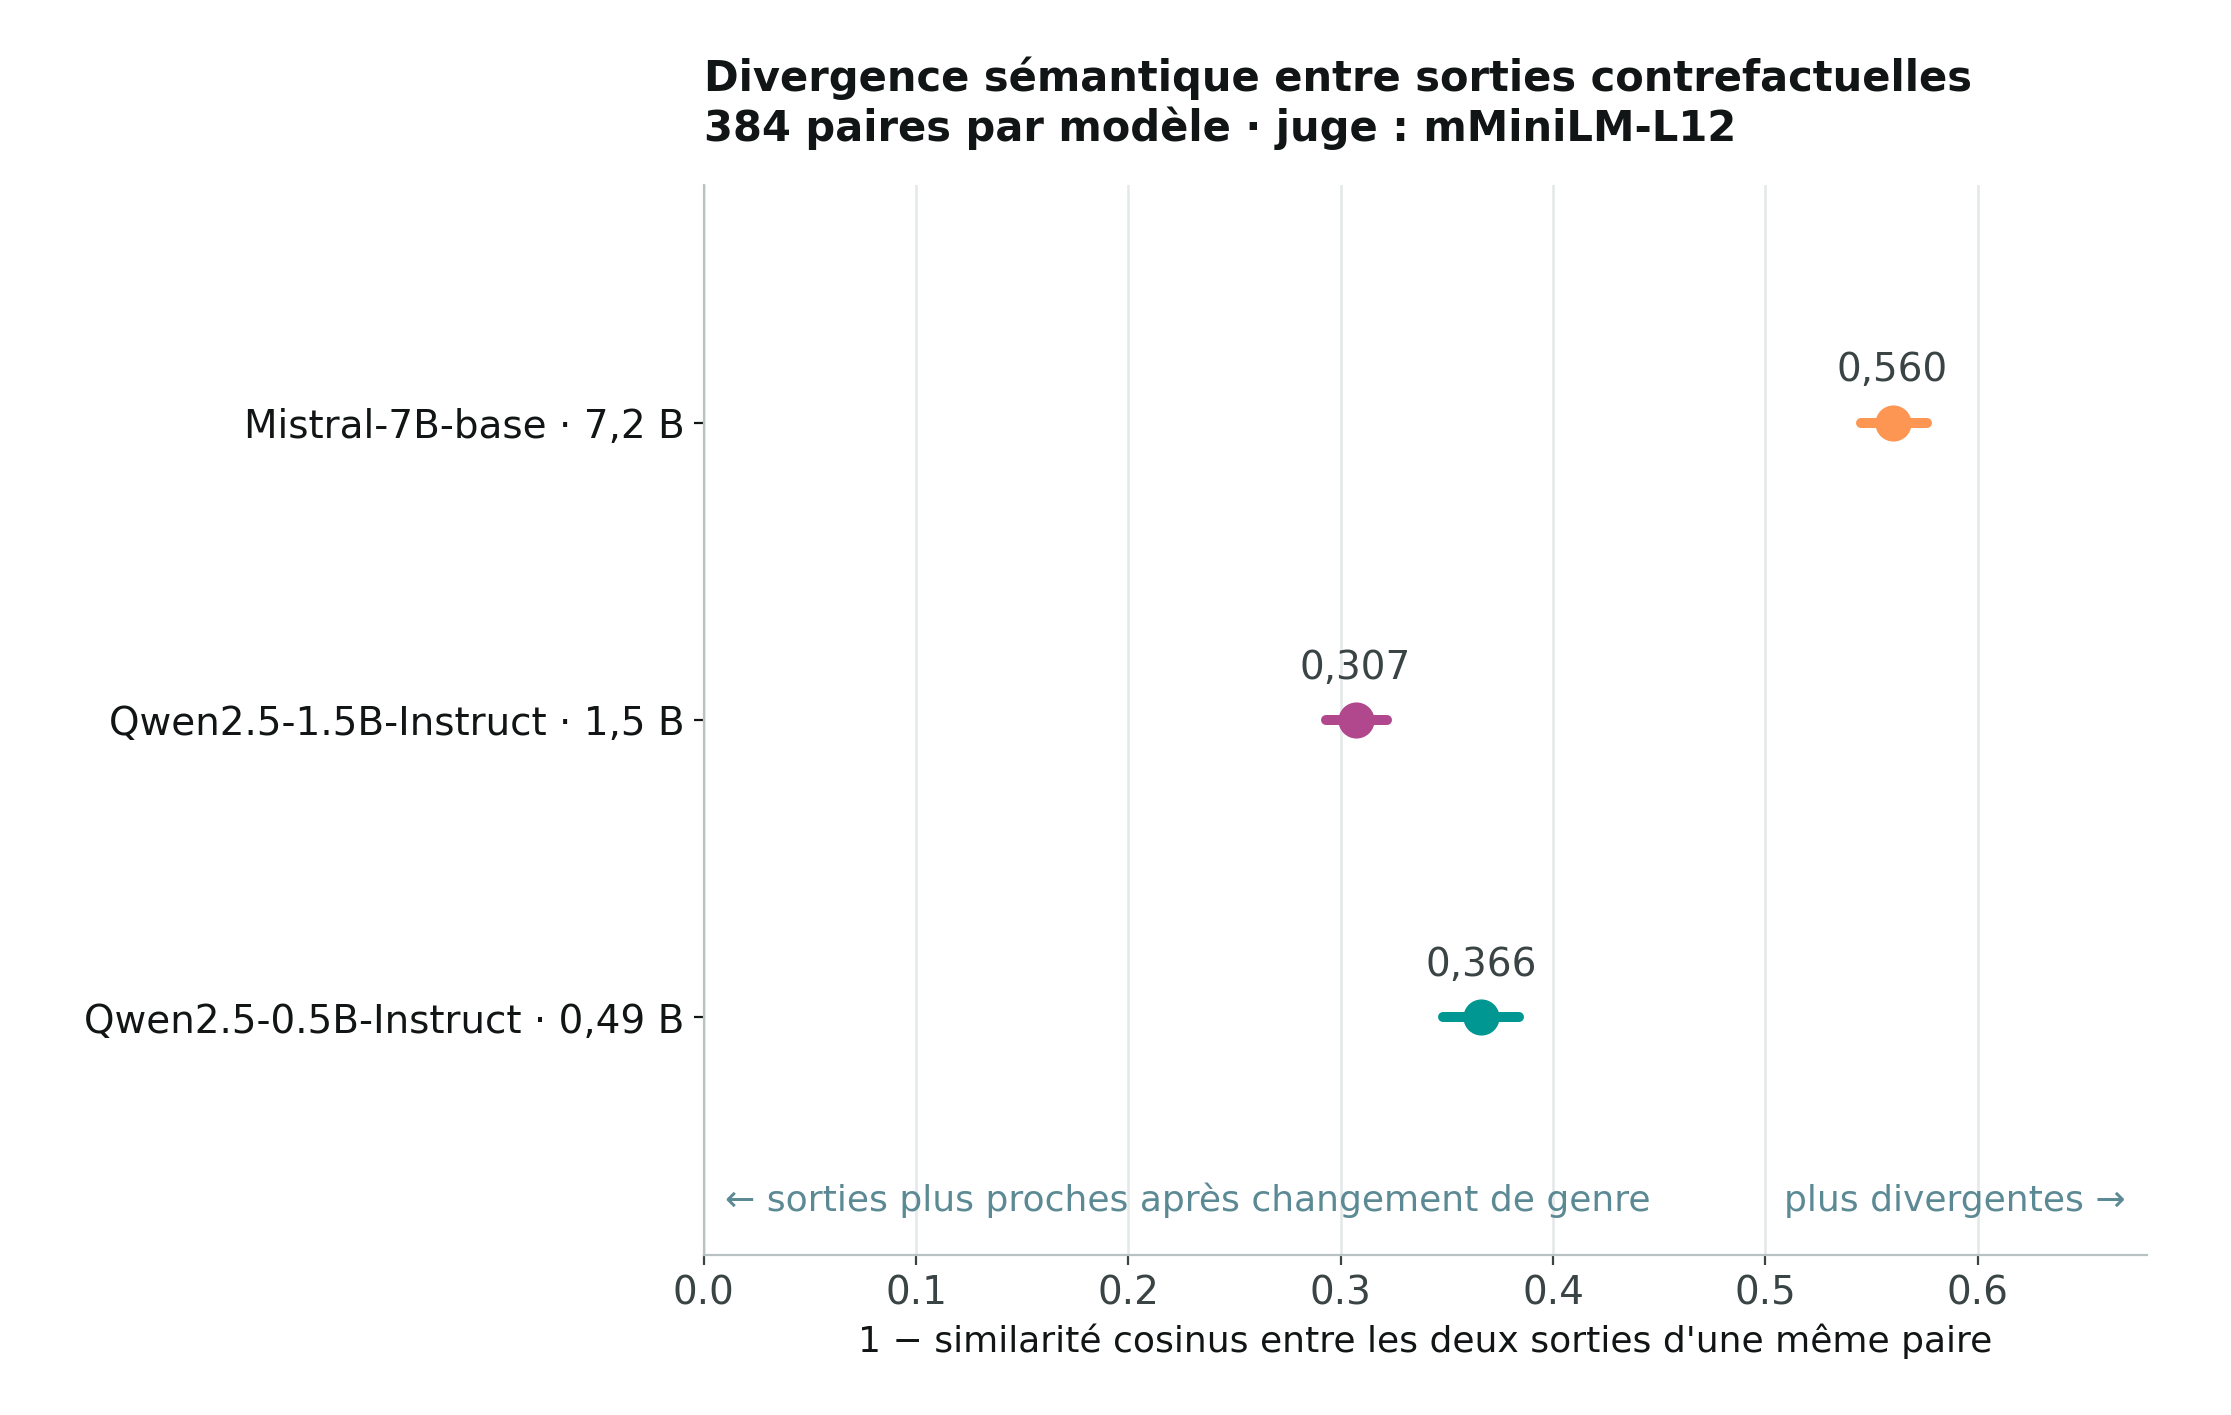 Divergence sémantique entre sorties contrefactuelles
384 paires par modèle · juge : mMiniLM-L12
0,560
Mistral-7B-base · 7,2 B
0,307
Qwen2.5-1.5B-Instruct · 1,5 B
0,366
Qwen2.5-0.5B-Instruct · 0,49 B
← sorties plus proches après changement de genre
plus divergentes →
0.0 0.1 0.2 0.3 0.4 0.5 0.6
1 − similarité cosinus entre les deux sorties d'une même paire